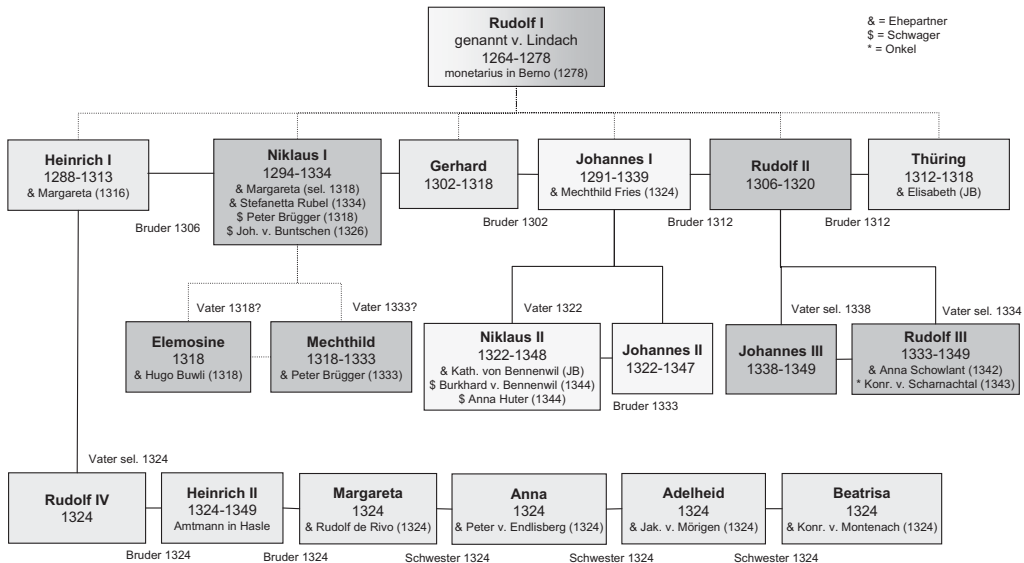 Rudolf I
genannt v. Lindach
1264-1278
monetarius in Berno (1278)
& = Ehepartner
$ = Schwager
* = Onkel
Heinrich I
1288-1313
& Margareta (1316)
Niklaus I
1294-1334
& Margareta (sel. 1318)
& Stefanetta Rubel (1334)
$ Peter Brügger (1318)
$ Joh. v. Buntschen (1326)
Gerhard
1302-1318
Johannes I
1291-1339
& Mechthild Fries (1324)
Rudolf II
1306-1320
Thüring
1312-1318
& Elisabeth (JB)
Bruder 1306
Bruder 1302
Bruder 1312
Bruder 1312
Vater 1318?
Vater 1333?
Vater 1322
Vater sel. 1338
Vater sel. 1334
Elemosine
1318
& Hugo Buwli (1318)
Mechthild
1318-1333
& Peter Brügger (1333)
Niklaus II
1322-1348
& Kath. von Bennenwil (JB)
$ Burkhard v. Bennenwil (1344)
$ Anna Huter (1344)
Johannes II
1322-1347
Johannes III
1338-1349
Rudolf III
1333-1349
& Anna Schowlant (1342)
* Konr. v. Scharnachtal (1343)
Bruder 1333
Vater sel. 1324
Rudolf IV
1324
Heinrich II
1324-1349
Amtmann in Hasle
Margareta
1324
& Rudolf de Rivo (1324)
Anna
1324
& Peter v. Endlisberg (1324)
Adelheid
1324
& Jak. v. Mörigen (1324)
Beatrisa
1324
& Konr. v. Montenach (1324)
Bruder 1324
Bruder 1324
Schwester 1324
Schwester 1324
Schwester 1324